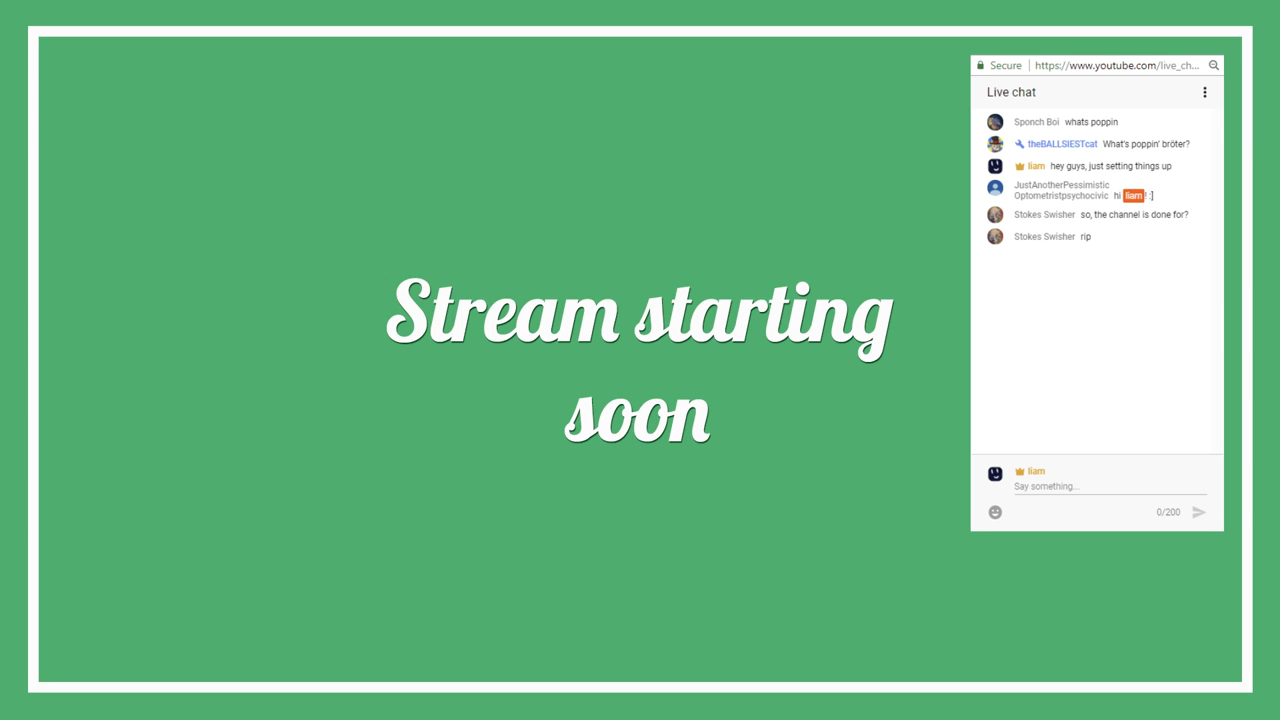 Stream starting
soon
Secure | https://www.youtube.com/live_ch...
Live chat
Sponch Boi whats poppin
theBALLSIESTcat What's poppin' bröter?
liam hey guys, just setting things up
JustAnotherPessimistic
Optometristpsychocivic hi liam :]
Stokes Swisher so, the channel is done for?
Stokes Swisher rip
liam
Say something...
0/200